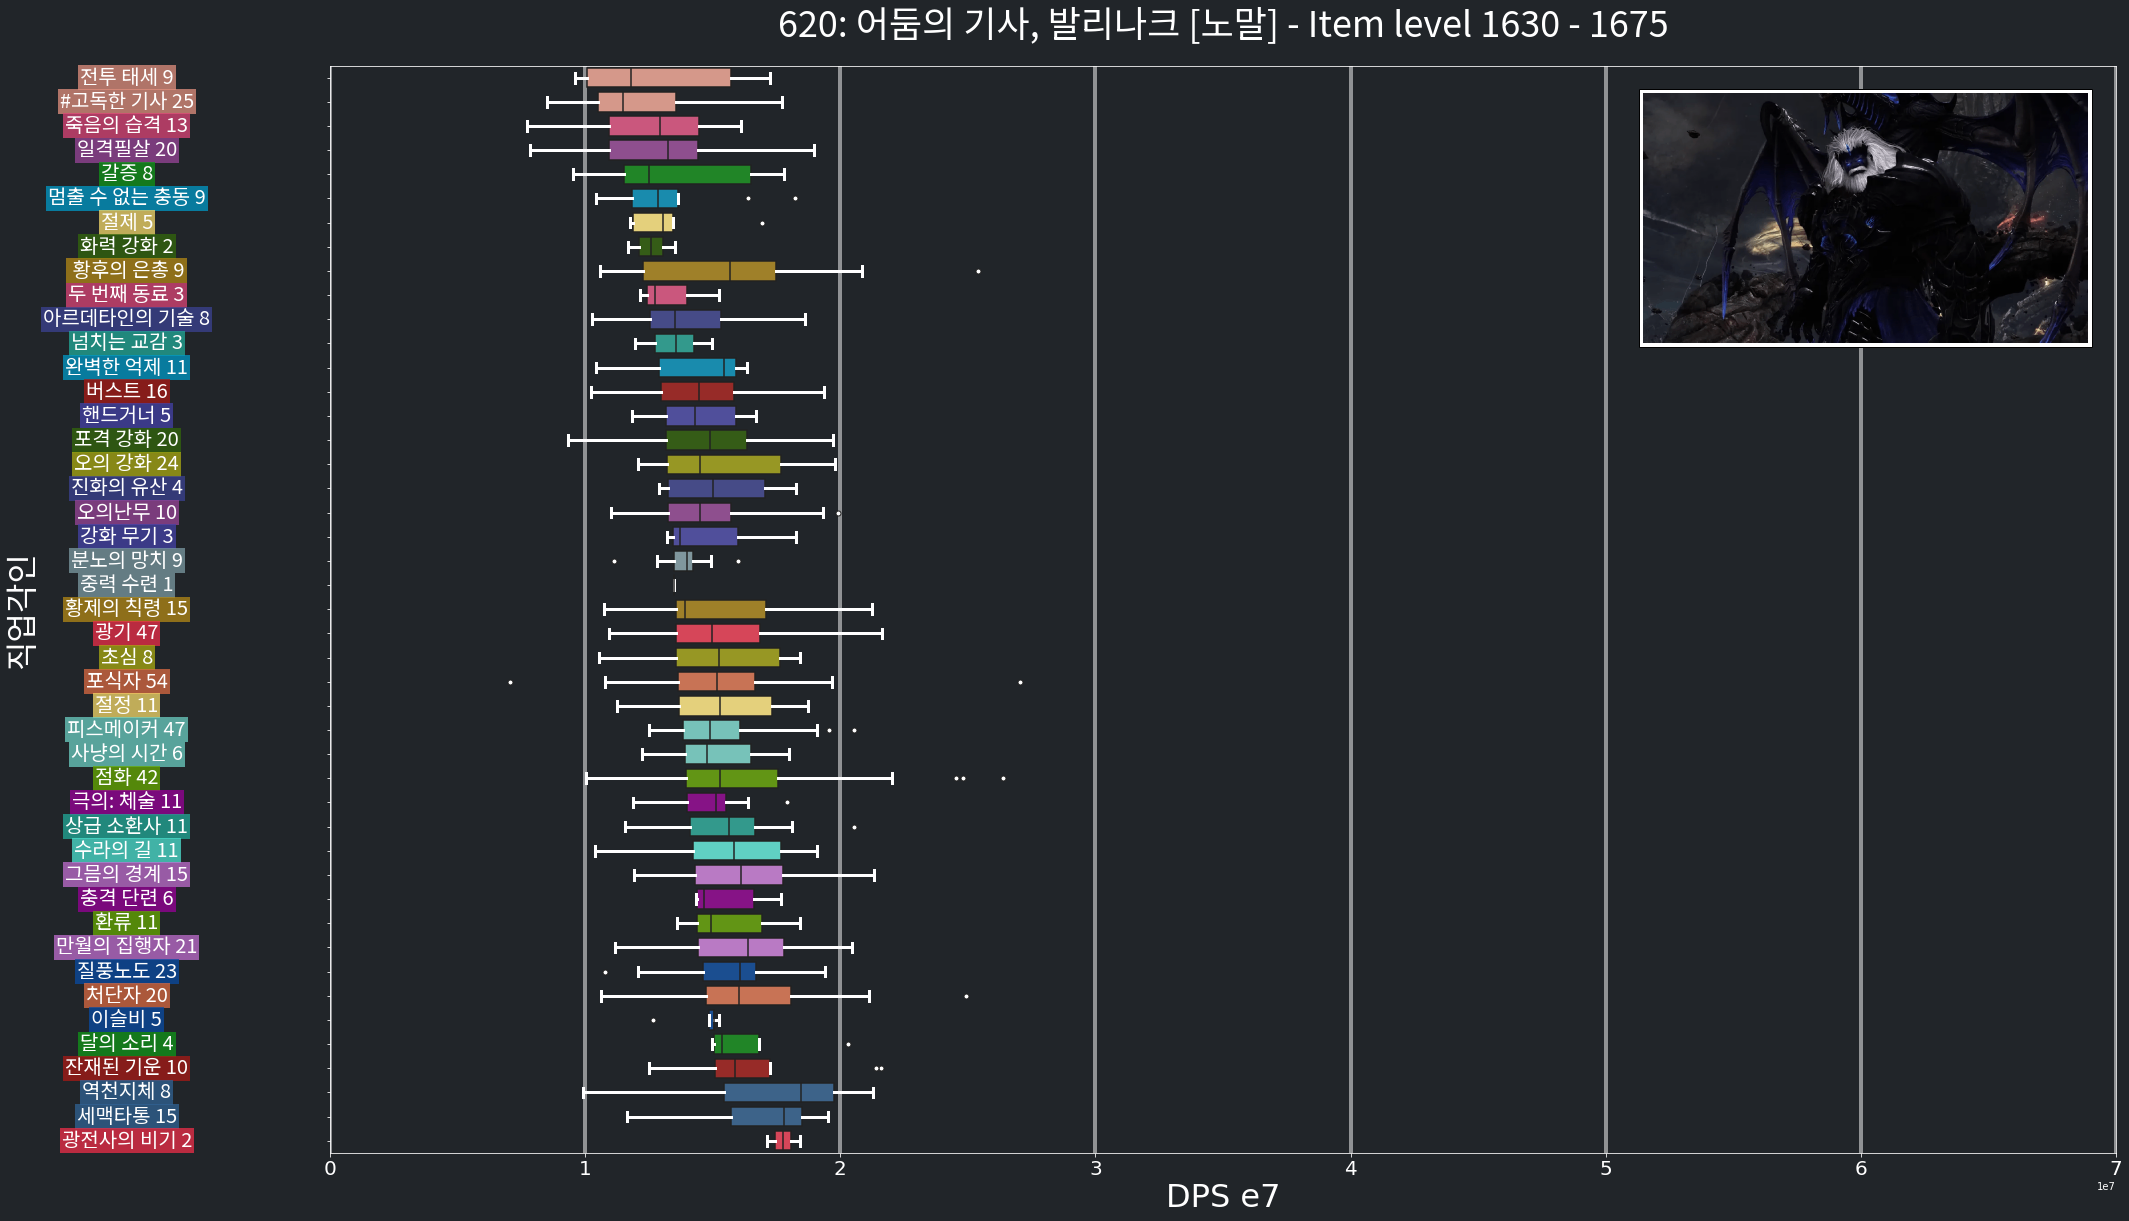 620: 어둠의 기사, 발리나크 [노말] - Item level 1630 - 1675
직업각인
전투 태세 9
#고독한 기사 25
죽음의 습격 13
일격필살 20
갈증 8
멈출 수 없는 충동 9
절제 5
화력 강화 2
황후의 은총 9
두 번째 동료 3
아르데타인의 기술 8
넘치는 교감 3
완벽한 억제 11
버스트 16
핸드거너 5
포격 강화 20
오의 강화 24
진화의 유산 4
오의난무 10
강화 무기 3
분노의 망치 9
중력 수련 1
황제의 칙령 15
광기 47
초심 8
포식자 54
절정 11
피스메이커 47
사냥의 시간 6
점화 42
극의: 체술 11
상급 소환사 11
수라의 길 11
그믐의 경계 15
충격 단련 6
환류 11
만월의 집행자 21
질풍노도 23
처단자 20
이슬비 5
달의 소리 4
잔재된 기운 10
역천지체 8
세맥타통 15
광전사의 비기 2
0 1 2 3 4 5 6 7
1e7
DPS e7